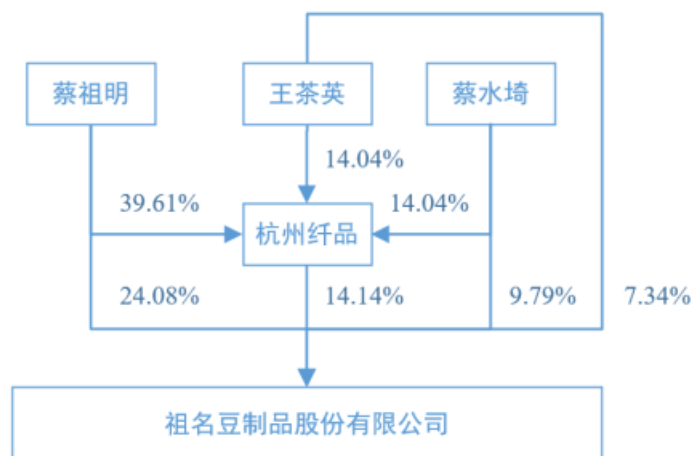 蔡祖明
王茶英
蔡水埼
14.04%
39.61%
14.04%
杭州纤品
24.08%
14.14%
9.79%
7.34%
祖名豆制品股份有限公司